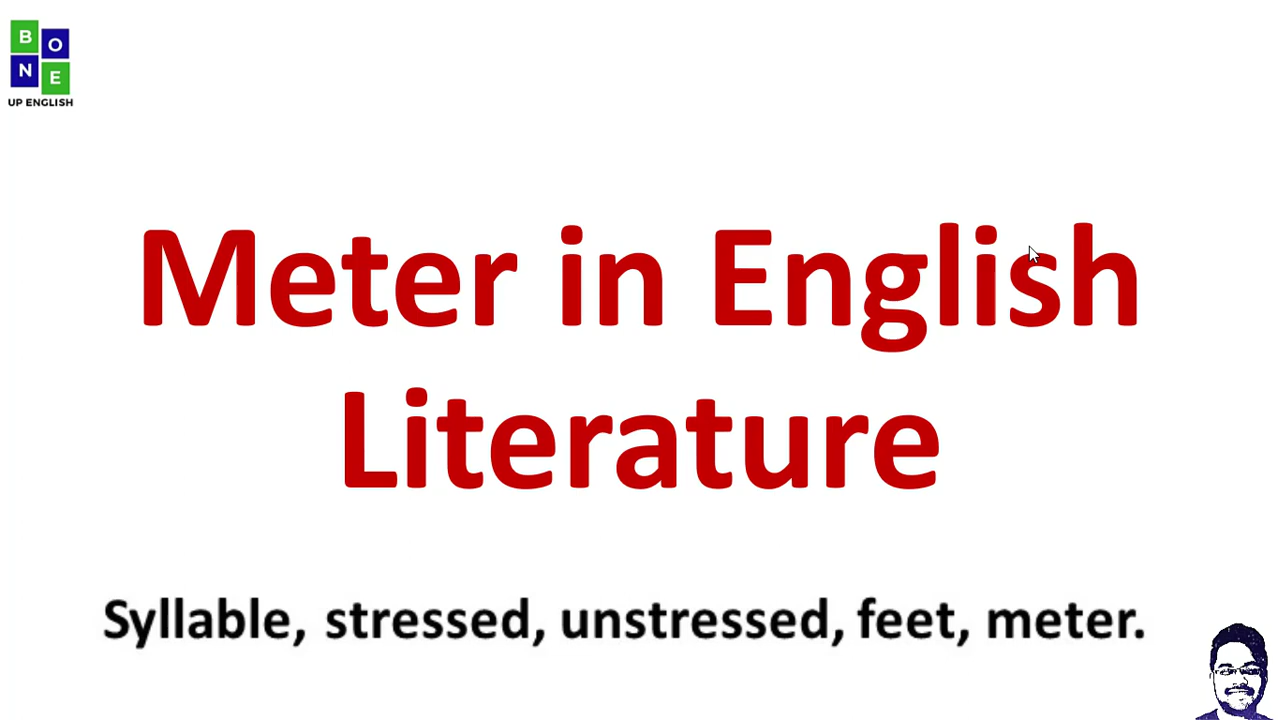 B O
N E
UP ENGLISH
Meter in English
Literature
Syllable, stressed, unstressed, feet, meter.